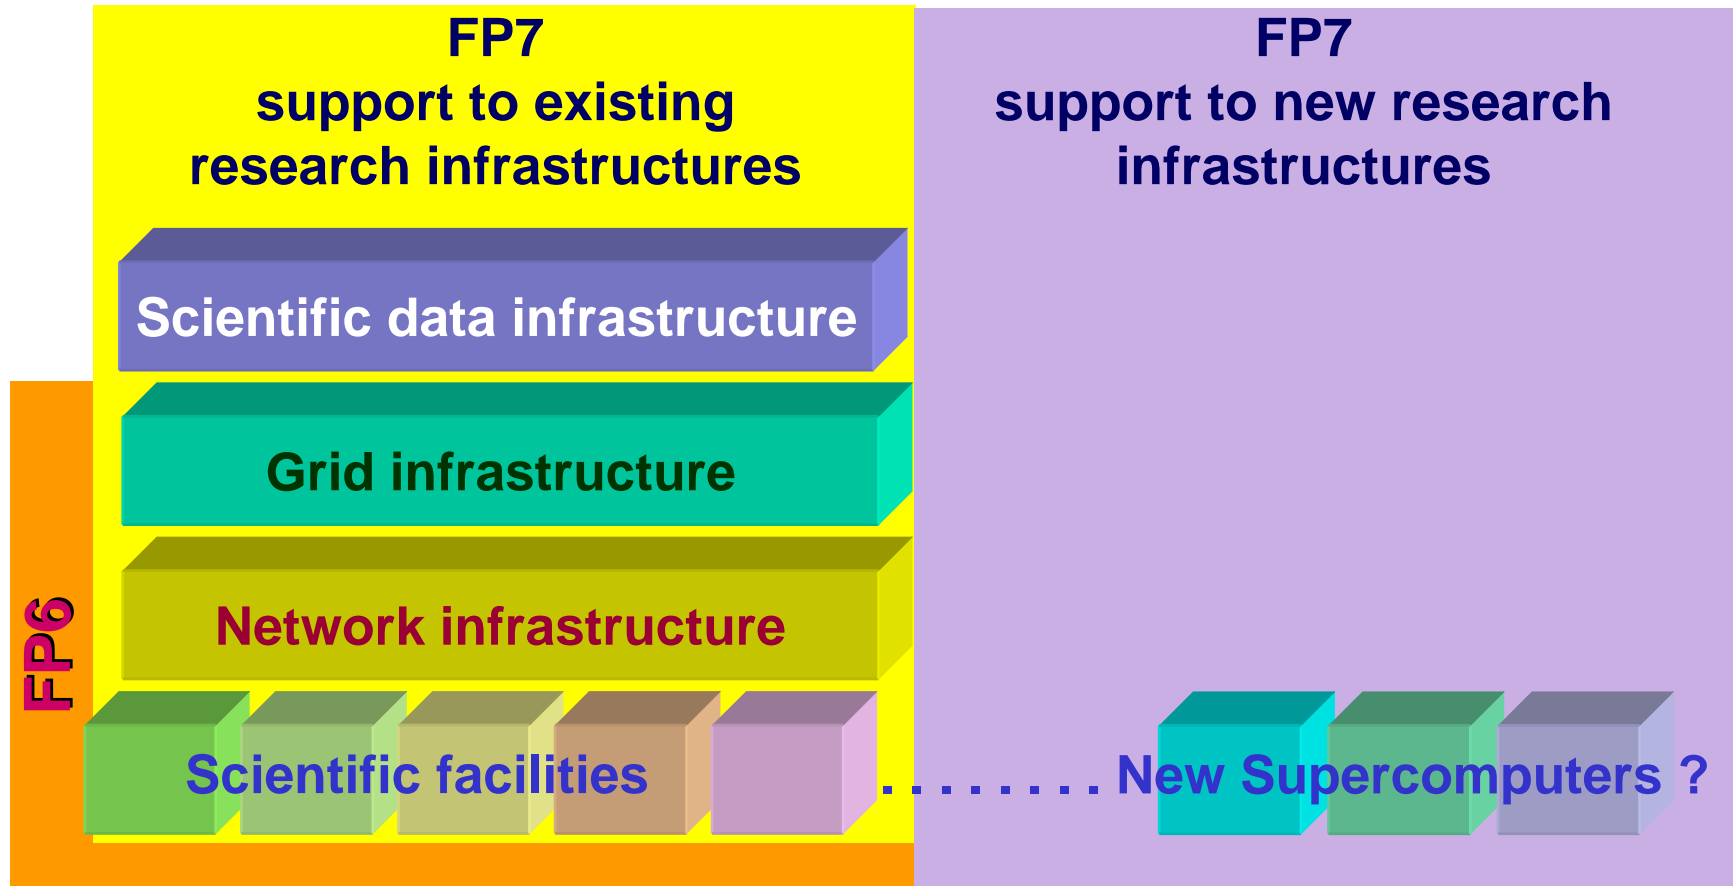 FP7
support to existing
research infrastructures
FP7
support to new research
infrastructures
Scientific data infrastructure
Grid infrastructure
Network infrastructure
FP6
Scientific facilities
. . . . . . . . New Supercomputers ?